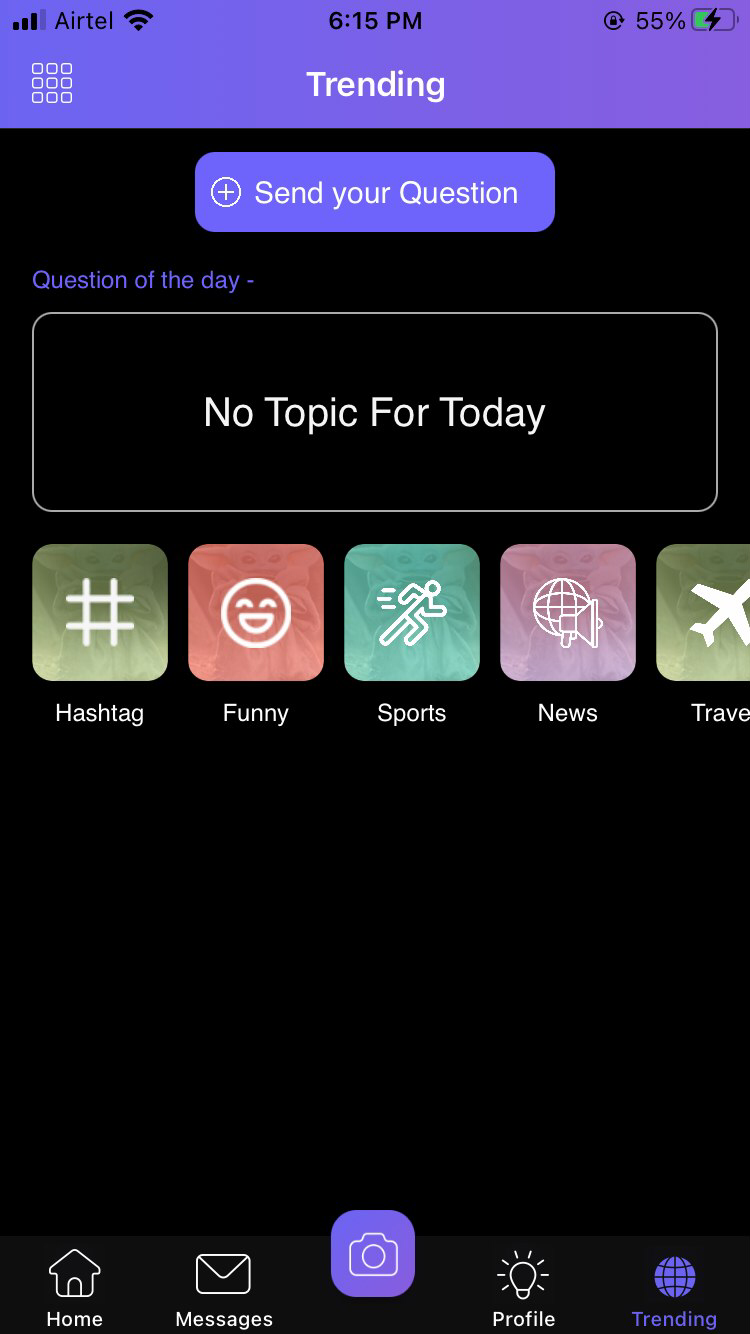 Airtel 6:15 PM 55%
Trending
Send your Question
Question of the day -
No Topic For Today
Hashtag Funny Sports News Trave
Home Messages Profile Trending